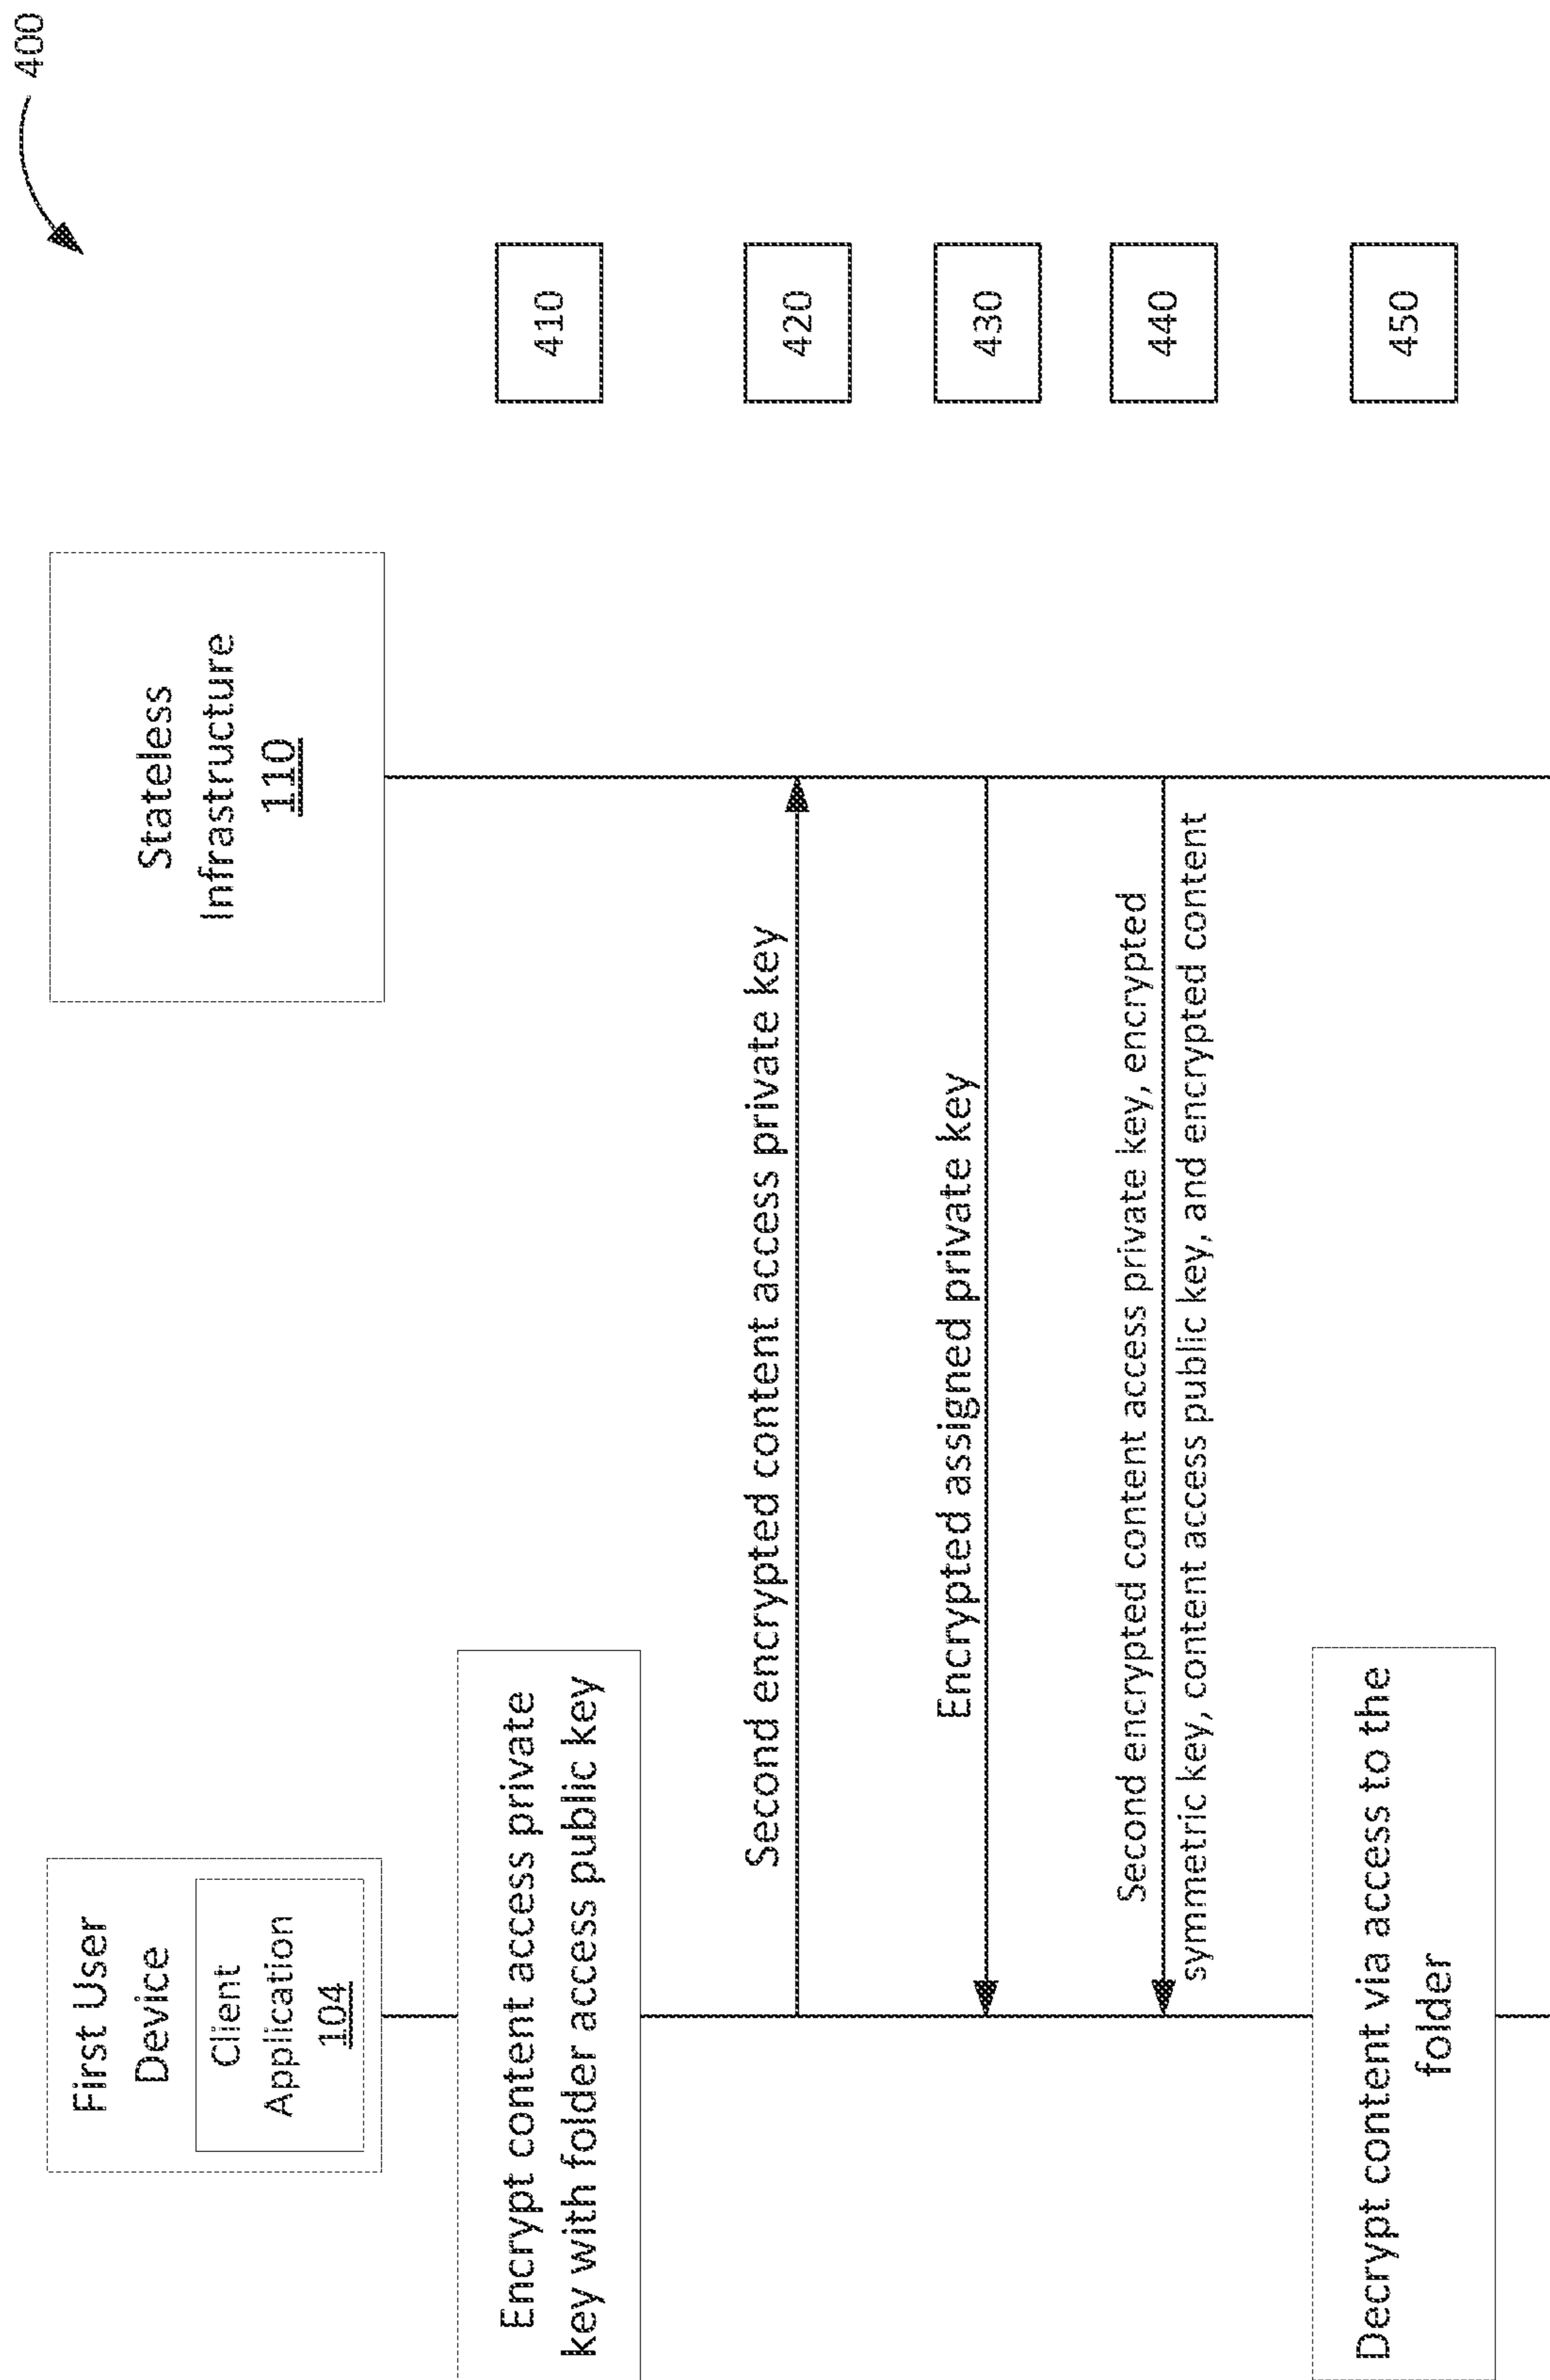 400
First User
Device
Client
Application
104
Stateless
Infrastructure
110
Encrypt content access private
key with folder access public key
410
Second encrypted content access private key
420
Encrypted assigned private key
430
Second encrypted content access private key, encrypted
symmetric key, content access public key, and encrypted content
440
Decrypt content via access to the
folder
450